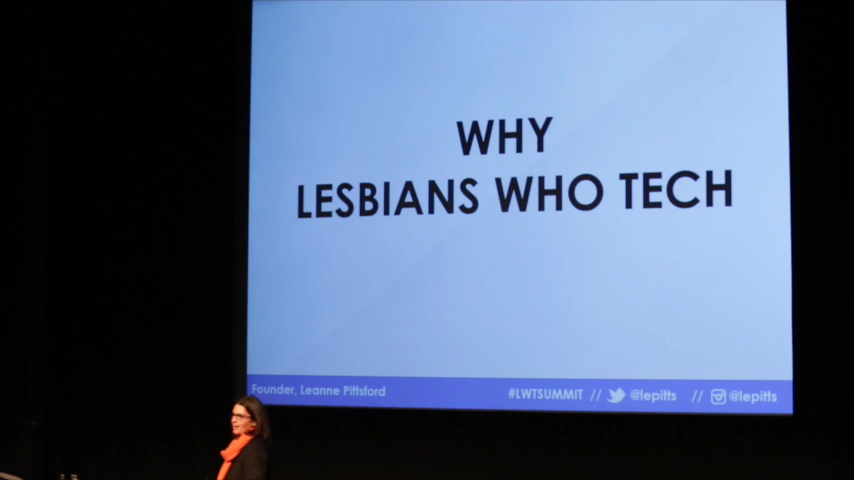 WHY
LESBIANS WHO TECH
Founder, Leanne Pittsford
#LWTSUMMIT // @lepitts // @lepitts